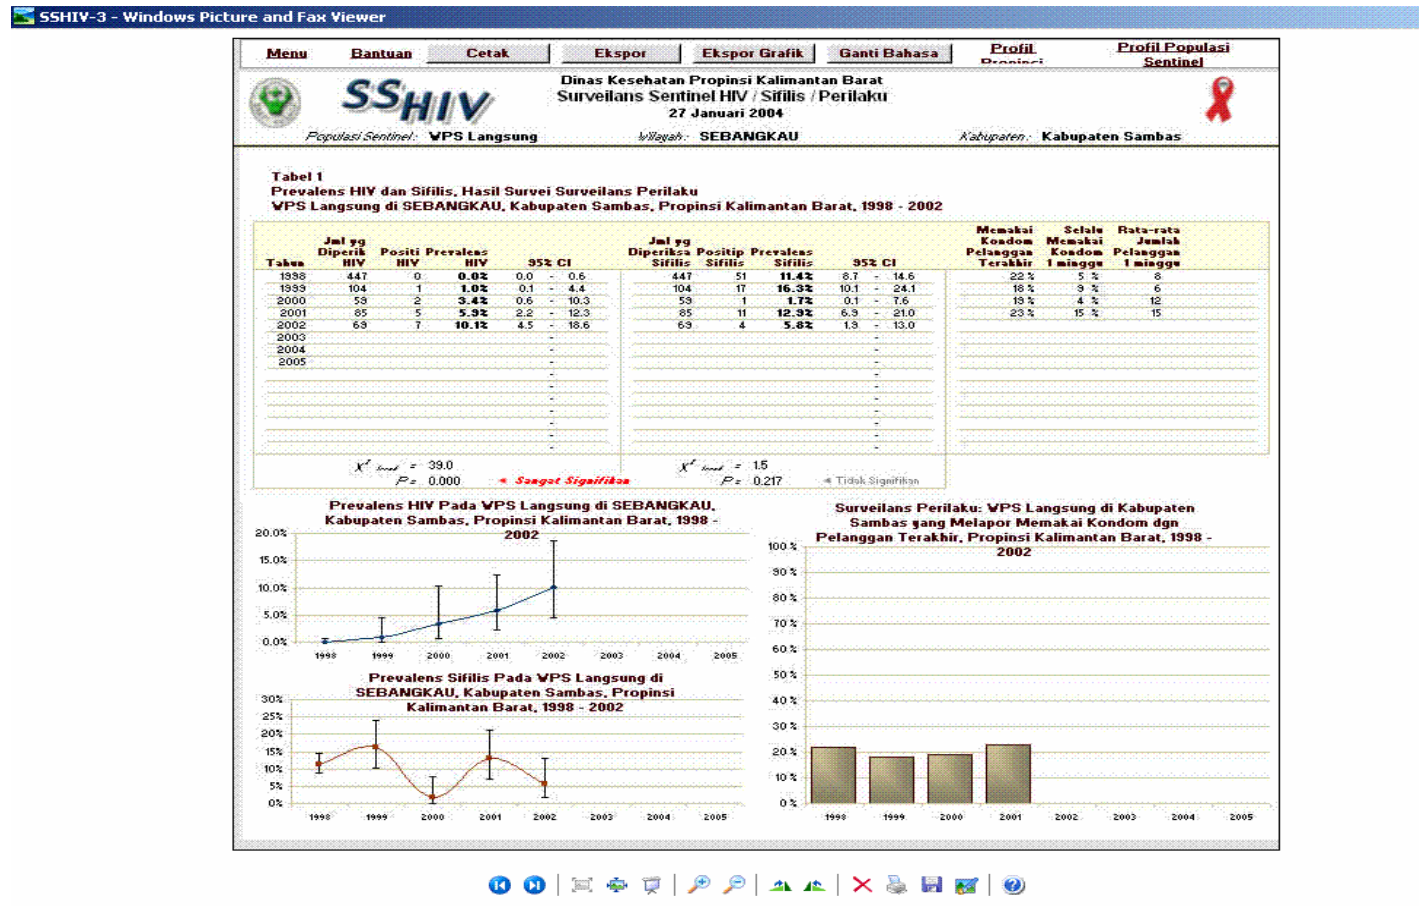 SSHIV-3 - Windows Picture and Fax Viewer
Menu Bantuan Cetak Ekspor Ekspor Grafik Ganti Bahasa Profil Propinsi Profil Populasi Sentinel
SSHIV
Dinas Kesehatan Propinsi Kalimantan Barat
Surveilans Sentinel HIV / Sifilis / Perilaku
27 Januari 2004
Populasi Sentinel: WPS Langsung Wilayah: SEBANGKAU Kabupaten: Kabupaten Sambas
Tabel 1
Prevalens HIV dan Sifilis, Hasil Survei Surveilans Perilaku
WPS Langsung di SEBANGKAU, Kabupaten Sambas, Propinsi Kalimantan Barat, 1998 - 2002
Tahun Jml yg Diperik HIV Positi HIV Prevalens HIV 95% CI Jml yg Diperiksa Sifilis Positip Sifilis Prevalens Sifilis 95% CI Memakai Kondom Pelanggan Terakhir Selalu Memakai Kondom 1 minggu Rata-rata Jumlah Pelanggan 1 minggu
1998 447 0 0.0% 0.0 - 0.6 447 51 11.4% 8.7 - 14.6 22 % 5 % 8
1999 104 1 1.0% 0.1 - 4.4 104 17 16.3% 10.1 - 24.1 18 % 9 % 6
2000 59 2 3.4% 0.6 - 10.3 59 1 1.7% 0.1 - 7.6 19 % 4 % 12
2001 85 5 5.9% 2.2 - 12.3 85 11 12.9% 6.9 - 21.0 23 % 15 % 15
2002 69 7 10.1% 4.5 - 18.6 69 4 5.8% 1.9 - 13.0
2003 - -
2004 - -
2005 - -
- -
- -
- -
- -
- -
- -
- -
X² trend = 39.0 X² trend = 1.5
P = 0.000 Sangat Signifikan P = 0.217 Tidak Signifikan
Prevalens HIV Pada WPS Langsung di SEBANGKAU,
Kabupaten Sambas, Propinsi Kalimantan Barat, 1998 -
2002
20.0%
15.0%
10.0%
5.0%
0.0%
1998 1999 2000 2001 2002 2003 2004 2005
Prevalens Sifilis Pada WPS Langsung di
SEBANGKAU, Kabupaten Sambas, Propinsi
Kalimantan Barat, 1998 - 2002
30%
25%
20%
15%
10%
5%
0%
1998 1999 2000 2001 2002 2003 2004 2005
Surveilans Perilaku: WPS Langsung di Kabupaten
Sambas yang Melapor Memakai Kondom dgn
Pelanggan Terakhir, Propinsi Kalimantan Barat, 1998 -
2002
100 %
90 %
80 %
70 %
60 %
50 %
40 %
30 %
20 %
10 %
0 %
1998 1999 2000 2001 2002 2003 2004 2005